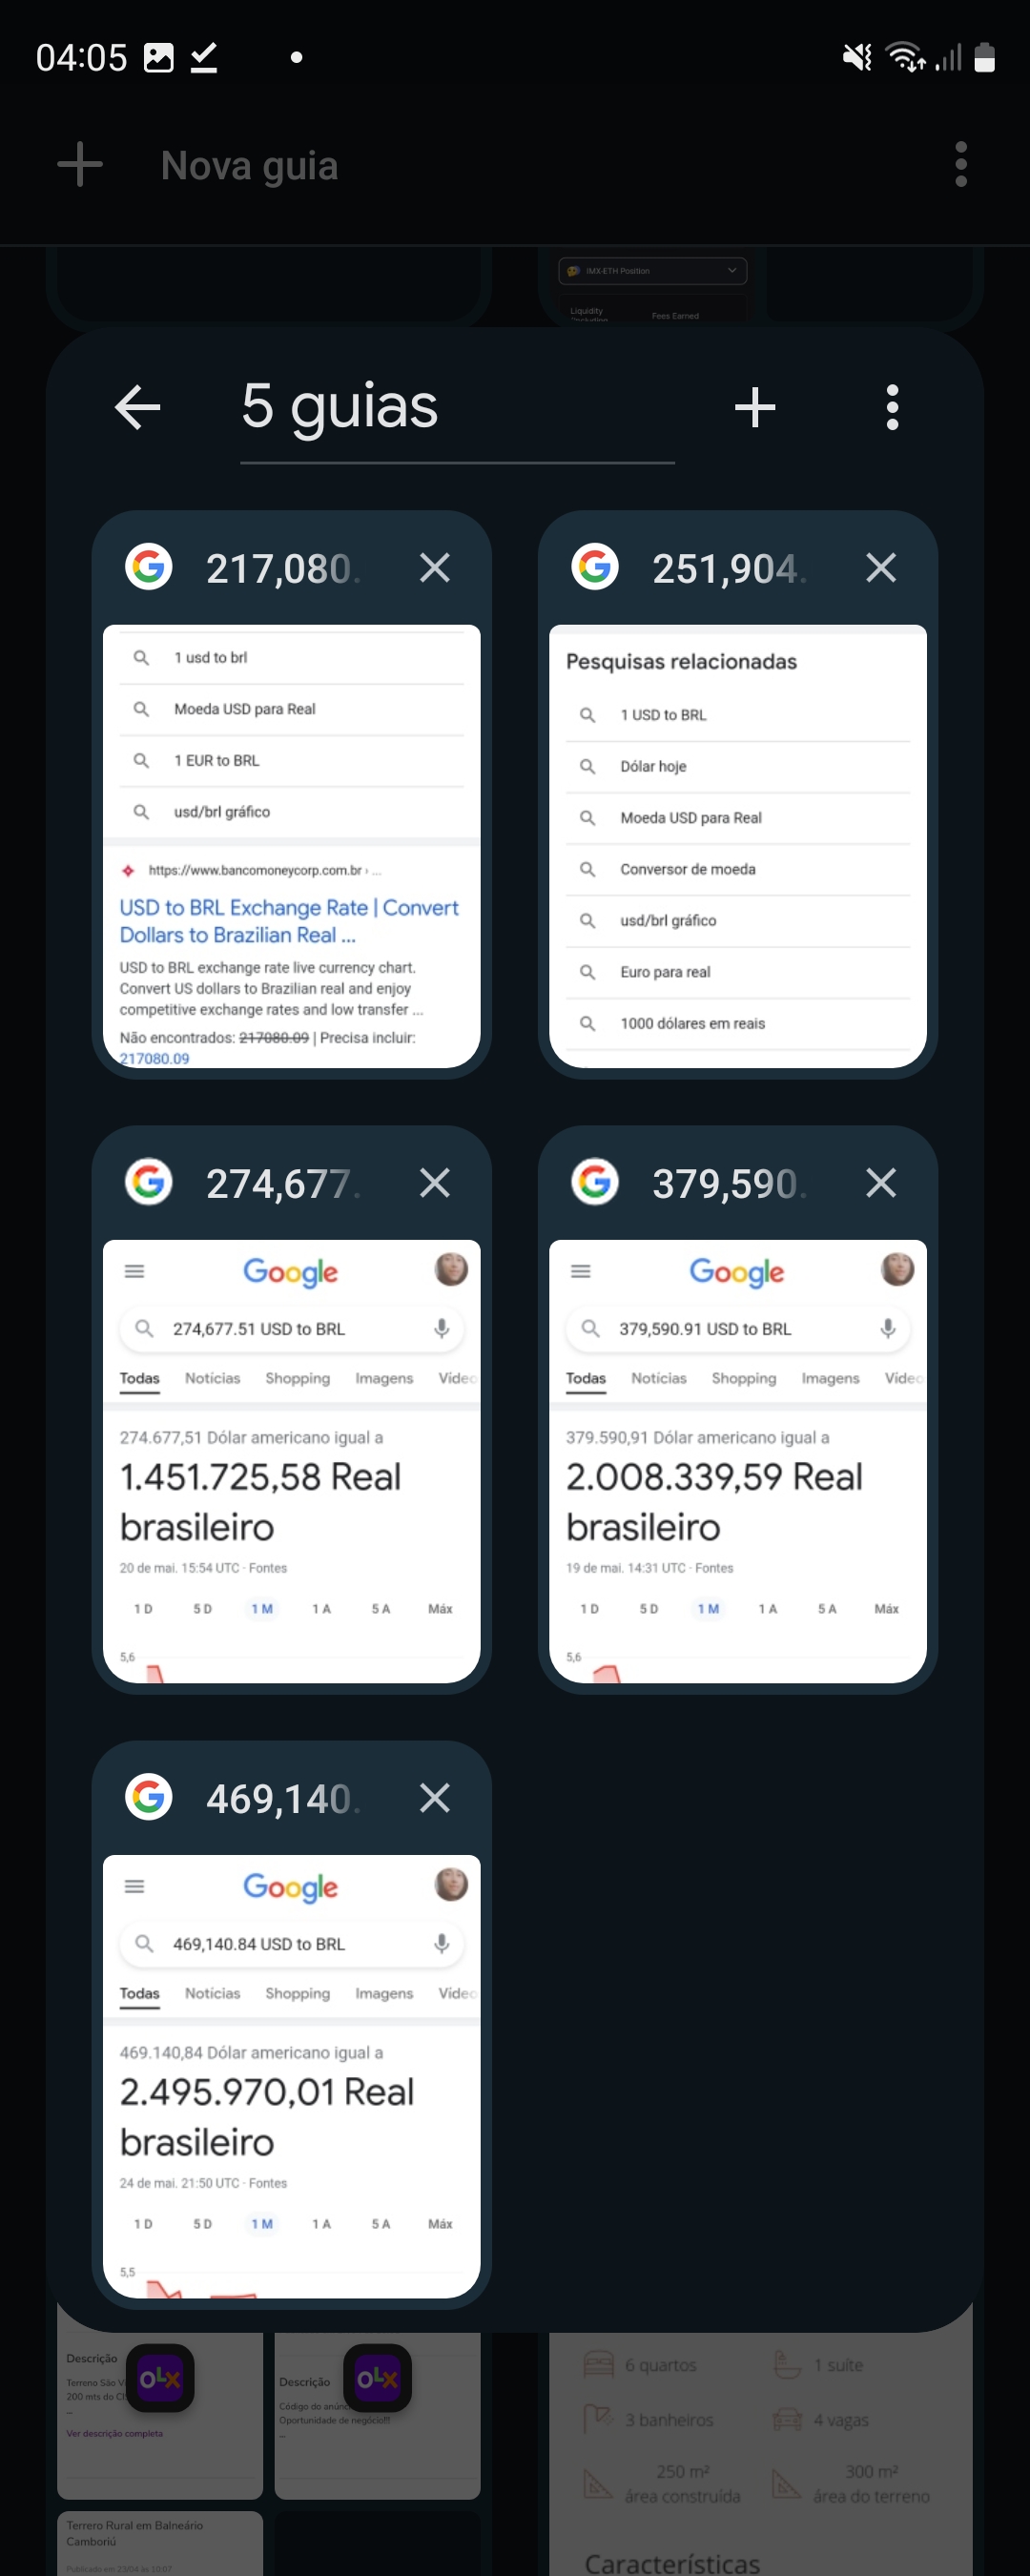 04:05
Nova guia
IMX-ETH Position
Liquidity
Fees Earned
5 guias
217,080.
1 usd to brl
Moeda USD para Real
1 EUR to BRL
usd/brl gráfico
https://www.bancomoneycorp.com.br › ...
USD to BRL Exchange Rate | Convert
Dollars to Brazilian Real ...
USD to BRL exchange rate live currency chart.
Convert US dollars to Brazilian real and enjoy
competitive exchange rates and low transfer ...
Não encontrados: 217080.09 | Precisa incluir:
217080.09
251,904.
Pesquisas relacionadas
1 USD to BRL
Dólar hoje
Moeda USD para Real
Conversor de moeda
usd/brl gráfico
Euro para real
1000 dólares em reais
274,677.
Google
274,677.51 USD to BRL
Todas Notícias Shopping Imagens Vídeo
274.677,51 Dólar americano igual a
1.451.725,58 Real
brasileiro
20 de mai. 15:54 UTC · Fontes
1 D 5 D 1 M 1 A 5 A Máx
5,6
379,590.
Google
379,590.91 USD to BRL
Todas Notícias Shopping Imagens Vídeo
379.590,91 Dólar americano igual a
2.008.339,59 Real
brasileiro
19 de mai. 14:31 UTC · Fontes
1 D 5 D 1 M 1 A 5 A Máx
5,6
469,140.
Google
469,140.84 USD to BRL
Todas Notícias Shopping Imagens Vídeo
469.140,84 Dólar americano igual a
2.495.970,01 Real
brasileiro
24 de mai. 21:50 UTC · Fontes
1 D 5 D 1 M 1 A 5 A Máx
5,5
Descrição
Terreno São V
200 mts do C
...
Ver descrição completa
OLX
Descrição
Código do anúnc
Oportunidade de negócio!!!
...
OLX
6 quartos 1 suíte
3 banheiros 4 vagas
250 m² 300 m²
área construída área do terreno
Terrero Rural em Balneário
Camboriú
Publicado em 23/04 às 10:07
Características